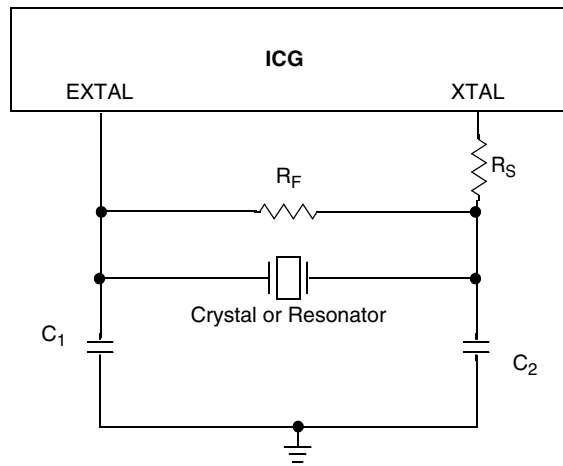 ICG
EXTAL XTAL
R_S
R_F
Crystal or Resonator
C_1
C_2